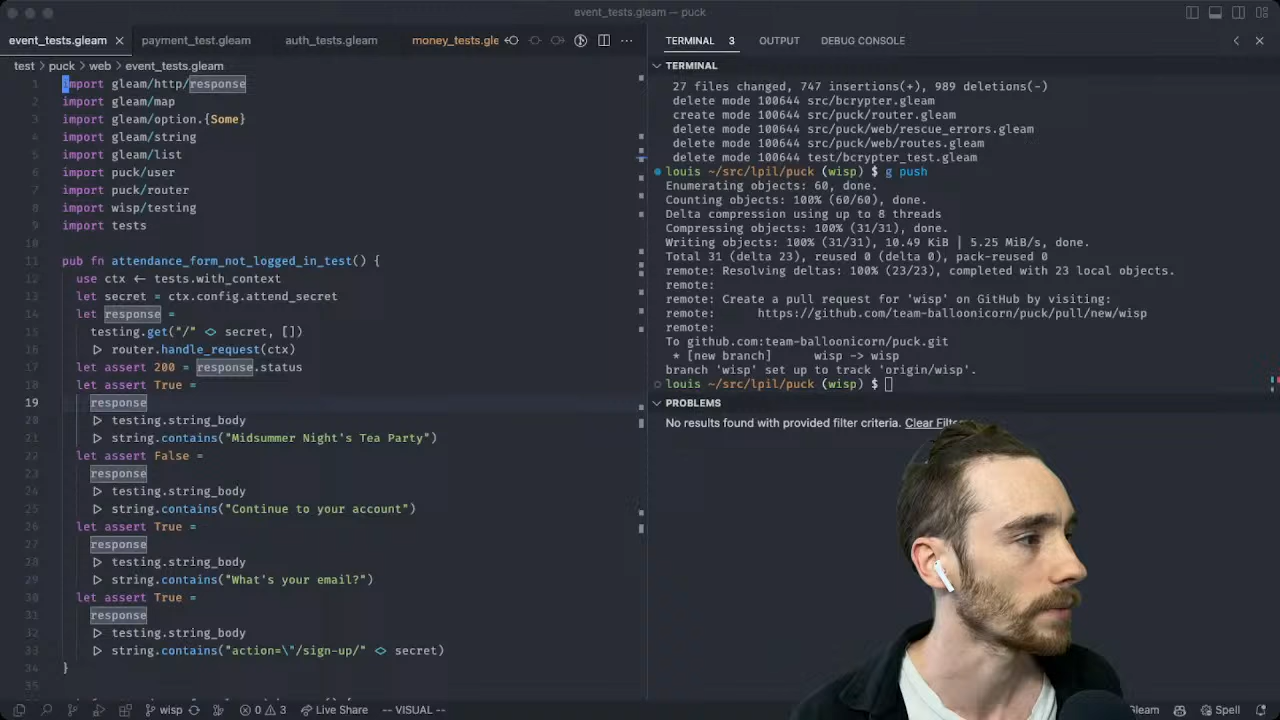 event_tests.gleam — puck
event_tests.gleam
payment_test.gleam
auth_tests.gleam
money_tests.gle
TERMINAL 3
OUTPUT
DEBUG CONSOLE
test > puck > web > event_tests.gleam
1 import gleam/http/response
2 import gleam/map
3 import gleam/option.{Some}
4 import gleam/string
5 import gleam/list
6 import puck/user
7 import puck/router
8 import wisp/testing
9 import tests
10
11 pub fn attendance_form_not_logged_in_test() {
12 use ctx <- tests.with_context
13 let secret = ctx.config.attend_secret
14 let response =
15 testing.get("/" <> secret, [])
16 |> router.handle_request(ctx)
17 let assert 200 = response.status
18 let assert True =
19 response
20 |> testing.string_body
21 |> string.contains("Midsummer Night's Tea Party")
22 let assert False =
23 response
24 |> testing.string_body
25 |> string.contains("Continue to your account")
26 let assert True =
27 response
28 |> testing.string_body
29 |> string.contains("What's your email?")
30 let assert True =
31 response
32 |> testing.string_body
33 |> string.contains("action=\"/sign-up/" <> secret)
34 }
35
TERMINAL
27 files changed, 747 insertions(+), 989 deletions(-)
delete mode 100644 src/bcrypter.gleam
create mode 100644 src/puck/router.gleam
delete mode 100644 src/puck/web/rescue_errors.gleam
delete mode 100644 src/puck/web/routes.gleam
delete mode 100644 test/bcrypter_test.gleam
louis ~/src/lpil/puck (wisp) $ g push
Enumerating objects: 60, done.
Counting objects: 100% (60/60), done.
Delta compression using up to 8 threads
Compressing objects: 100% (31/31), done.
Writing objects: 100% (31/31), 10.49 KiB | 5.25 MiB/s, done.
Total 31 (delta 23), reused 0 (delta 0), pack-reused 0
remote: Resolving deltas: 100% (23/23), completed with 23 local objects.
remote:
remote: Create a pull request for 'wisp' on GitHub by visiting:
remote: https://github.com/team-balloonicorn/puck/pull/new/wisp
remote:
To github.com:team-balloonicorn/puck.git
* [new branch] wisp -> wisp
branch 'wisp' set up to track 'origin/wisp'.
louis ~/src/lpil/puck (wisp) $
PROBLEMS
No results found with provided filter criteria. Clear Filt
wisp
0
3
Live Share
-- VISUAL --
Gleam
Spell